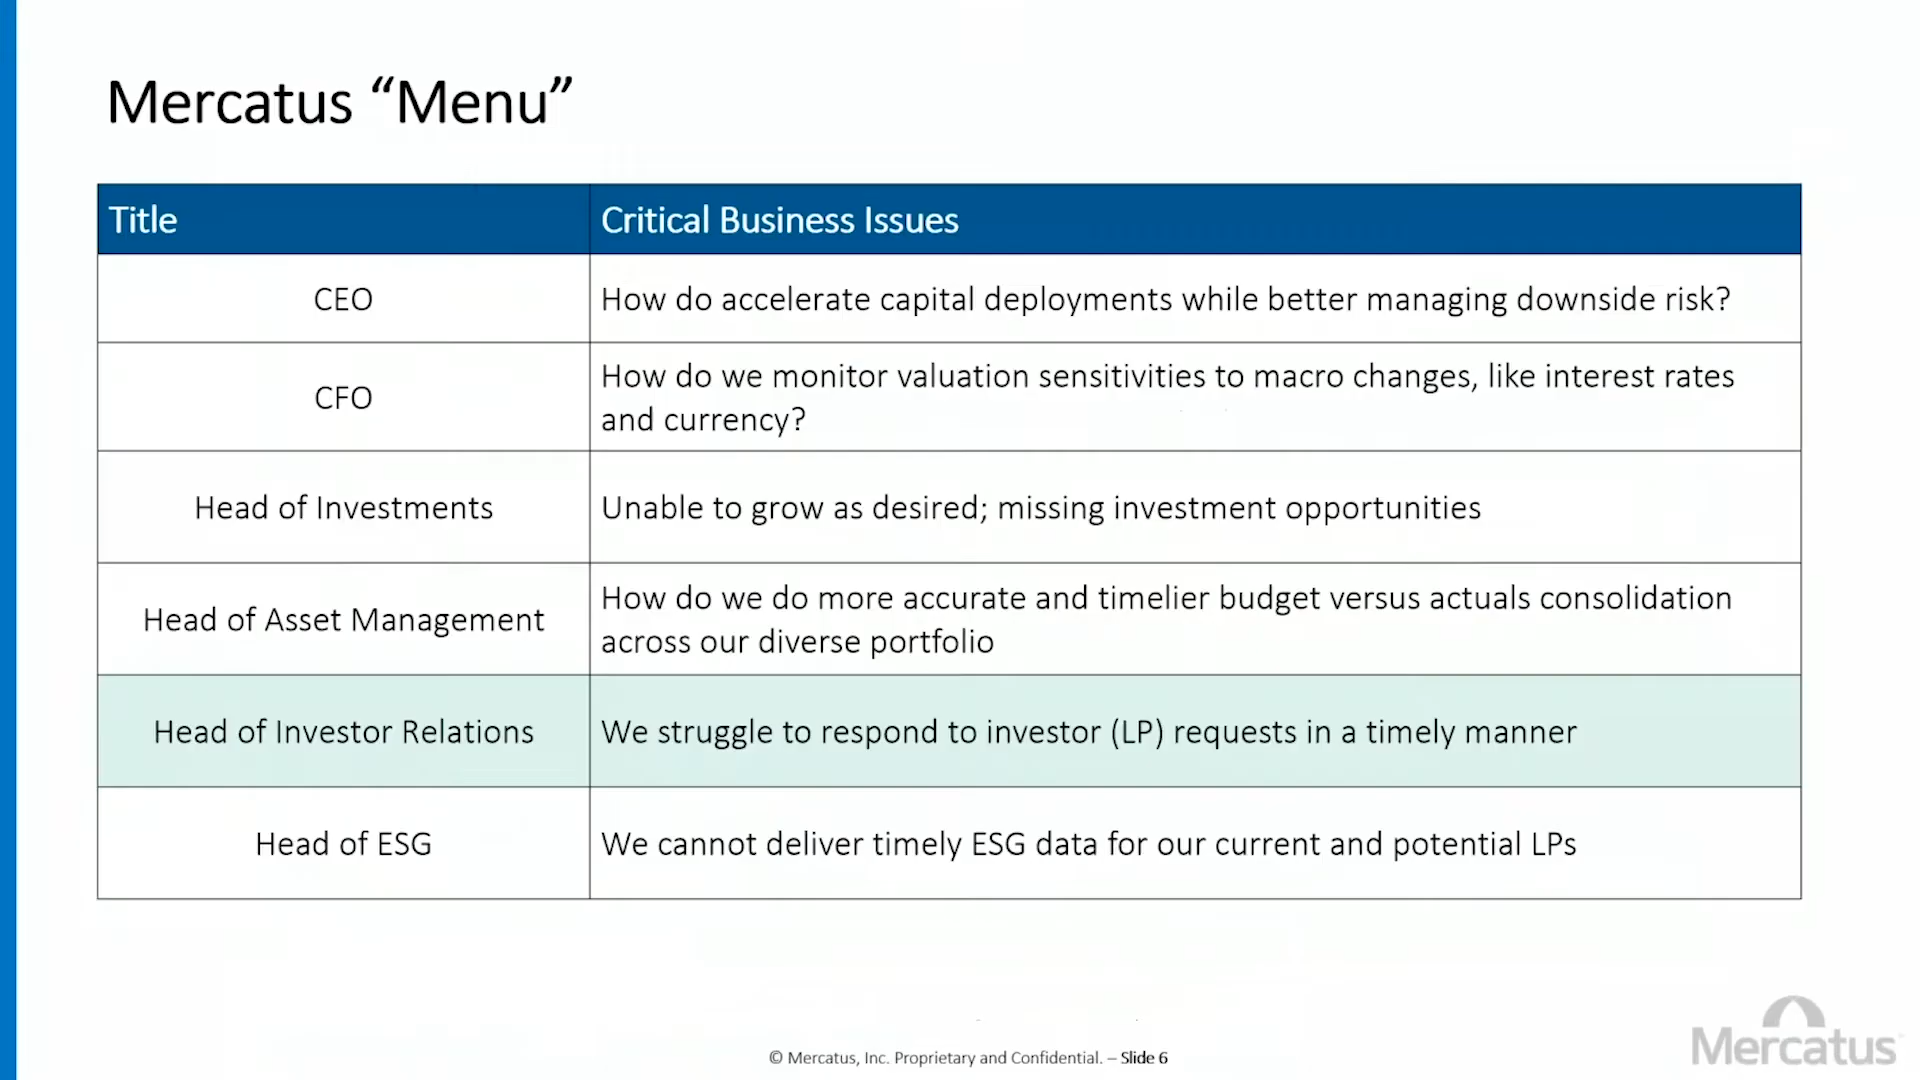 Mercatus “Menu”
Title
Critical Business Issues
CEO
How do accelerate capital deployments while better managing downside risk?
CFO
How do we monitor valuation sensitivities to macro changes, like interest rates
and currency?
Head of Investments
Unable to grow as desired; missing investment opportunities
Head of Asset Management
How do we do more accurate and timelier budget versus actuals consolidation
across our diverse portfolio
Head of Investor Relations
We struggle to respond to investor (LP) requests in a timely manner
Head of ESG
We cannot deliver timely ESG data for our current and potential LPs
© Mercatus, Inc. Proprietary and Confidential. – Slide 6
Mercatus